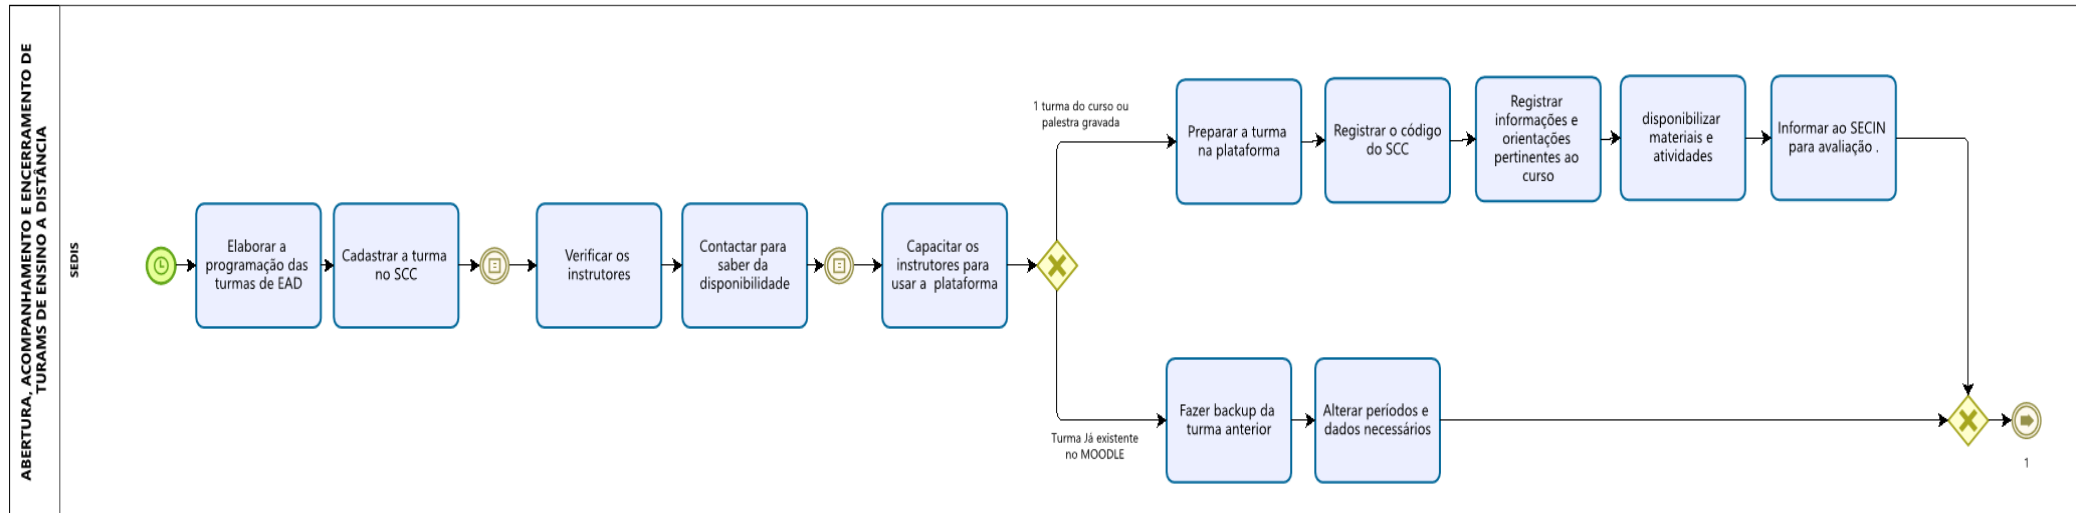 ABERTURA, ACOMPANHAMENTO E ENCERRAMENTO DE
TURAMS DE ENSINO A DISTÂNCIA
SEDIS
Elaborar a
programação das
turmas de EAD
Cadastrar a turma
no SCC
Verificar os
instrutores
Contactar para
saber da
disponibilidade
Capacitar os
instrutores para
usar a plataforma
1 turma do curso ou
palestra gravada
Preparar a turma
na plataforma
Registrar o código
do SCC
Registrar
informações e
orientações
pertinentes ao
curso
disponibilizar
materiais e
atividades
Informar ao SECIN
para avaliação .
Turma Já existente
no MOODLE
Fazer backup da
turma anterior
Alterar períodos e
dados necessários
1